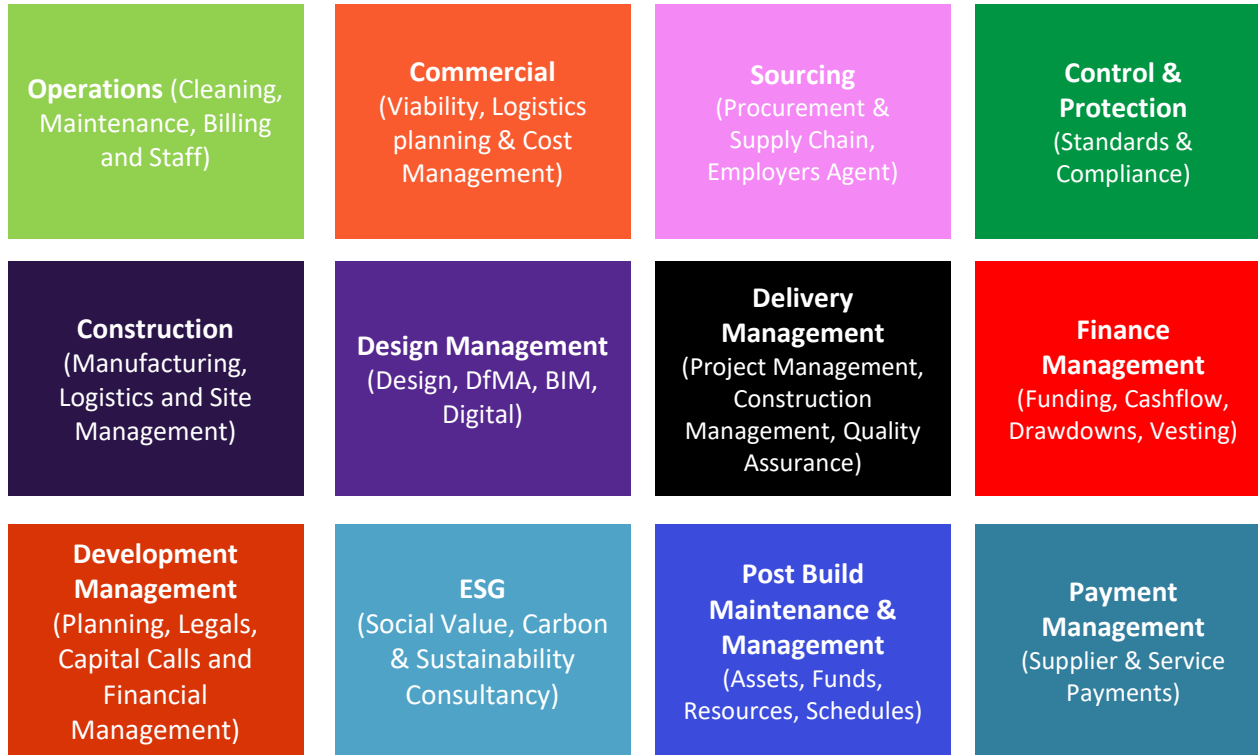 Operations (Cleaning,
Maintenance, Billing
and Staff)
Commercial
(Viability, Logistics
planning & Cost
Management)
Sourcing
(Procurement &
Supply Chain,
Employers Agent)
Control &
Protection
(Standards &
Compliance)
Construction
(Manufacturing,
Logistics and Site
Management)
Design Management
(Design, DfMA, BIM,
Digital)
Delivery
Management
(Project Management,
Construction
Management, Quality
Assurance)
Finance
Management
(Funding, Cashflow,
Drawdowns, Vesting)
Development
Management
(Planning, Legals,
Capital Calls and
Financial
Management)
ESG
(Social Value, Carbon
& Sustainability
Consultancy)
Post Build
Maintenance &
Management
(Assets, Funds,
Resources, Schedules)
Payment
Management
(Supplier & Service
Payments)